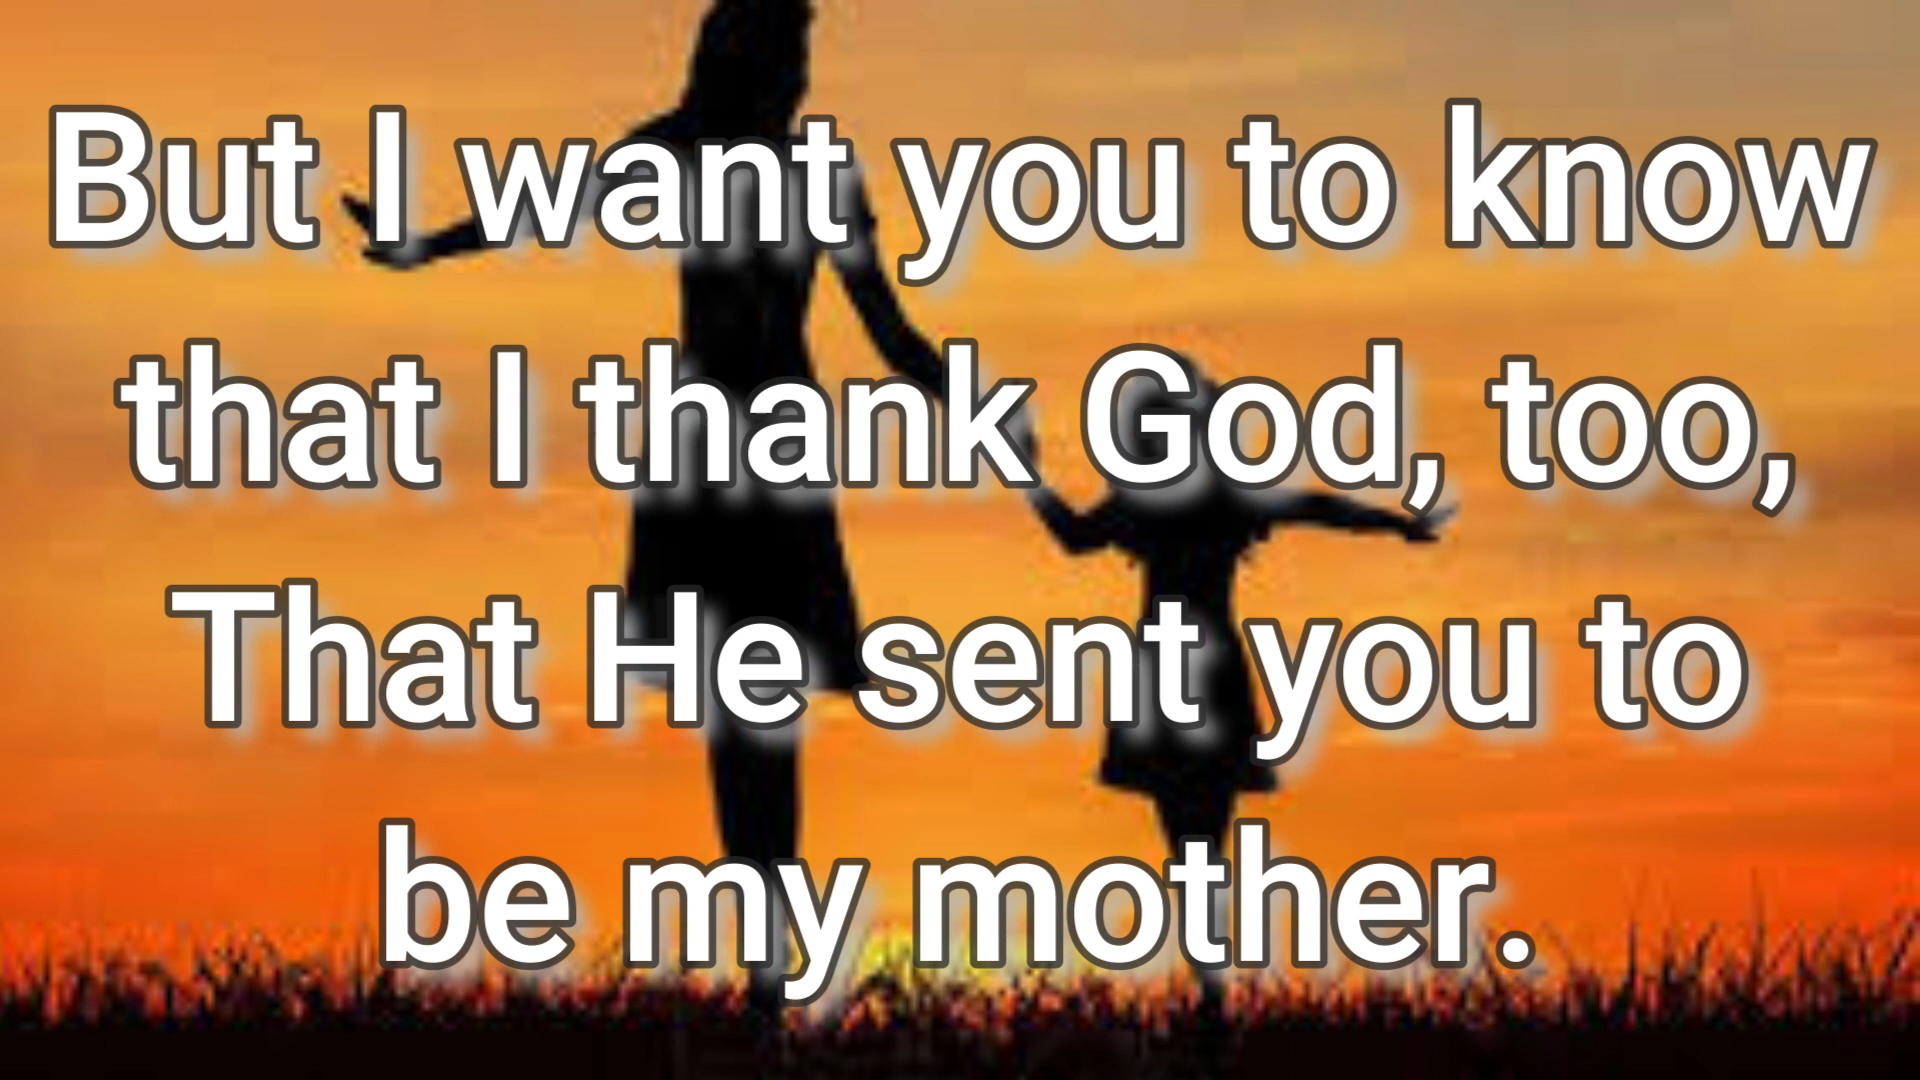 But I want you to know
that I thank God, too,
That He sent you to
be my mother.